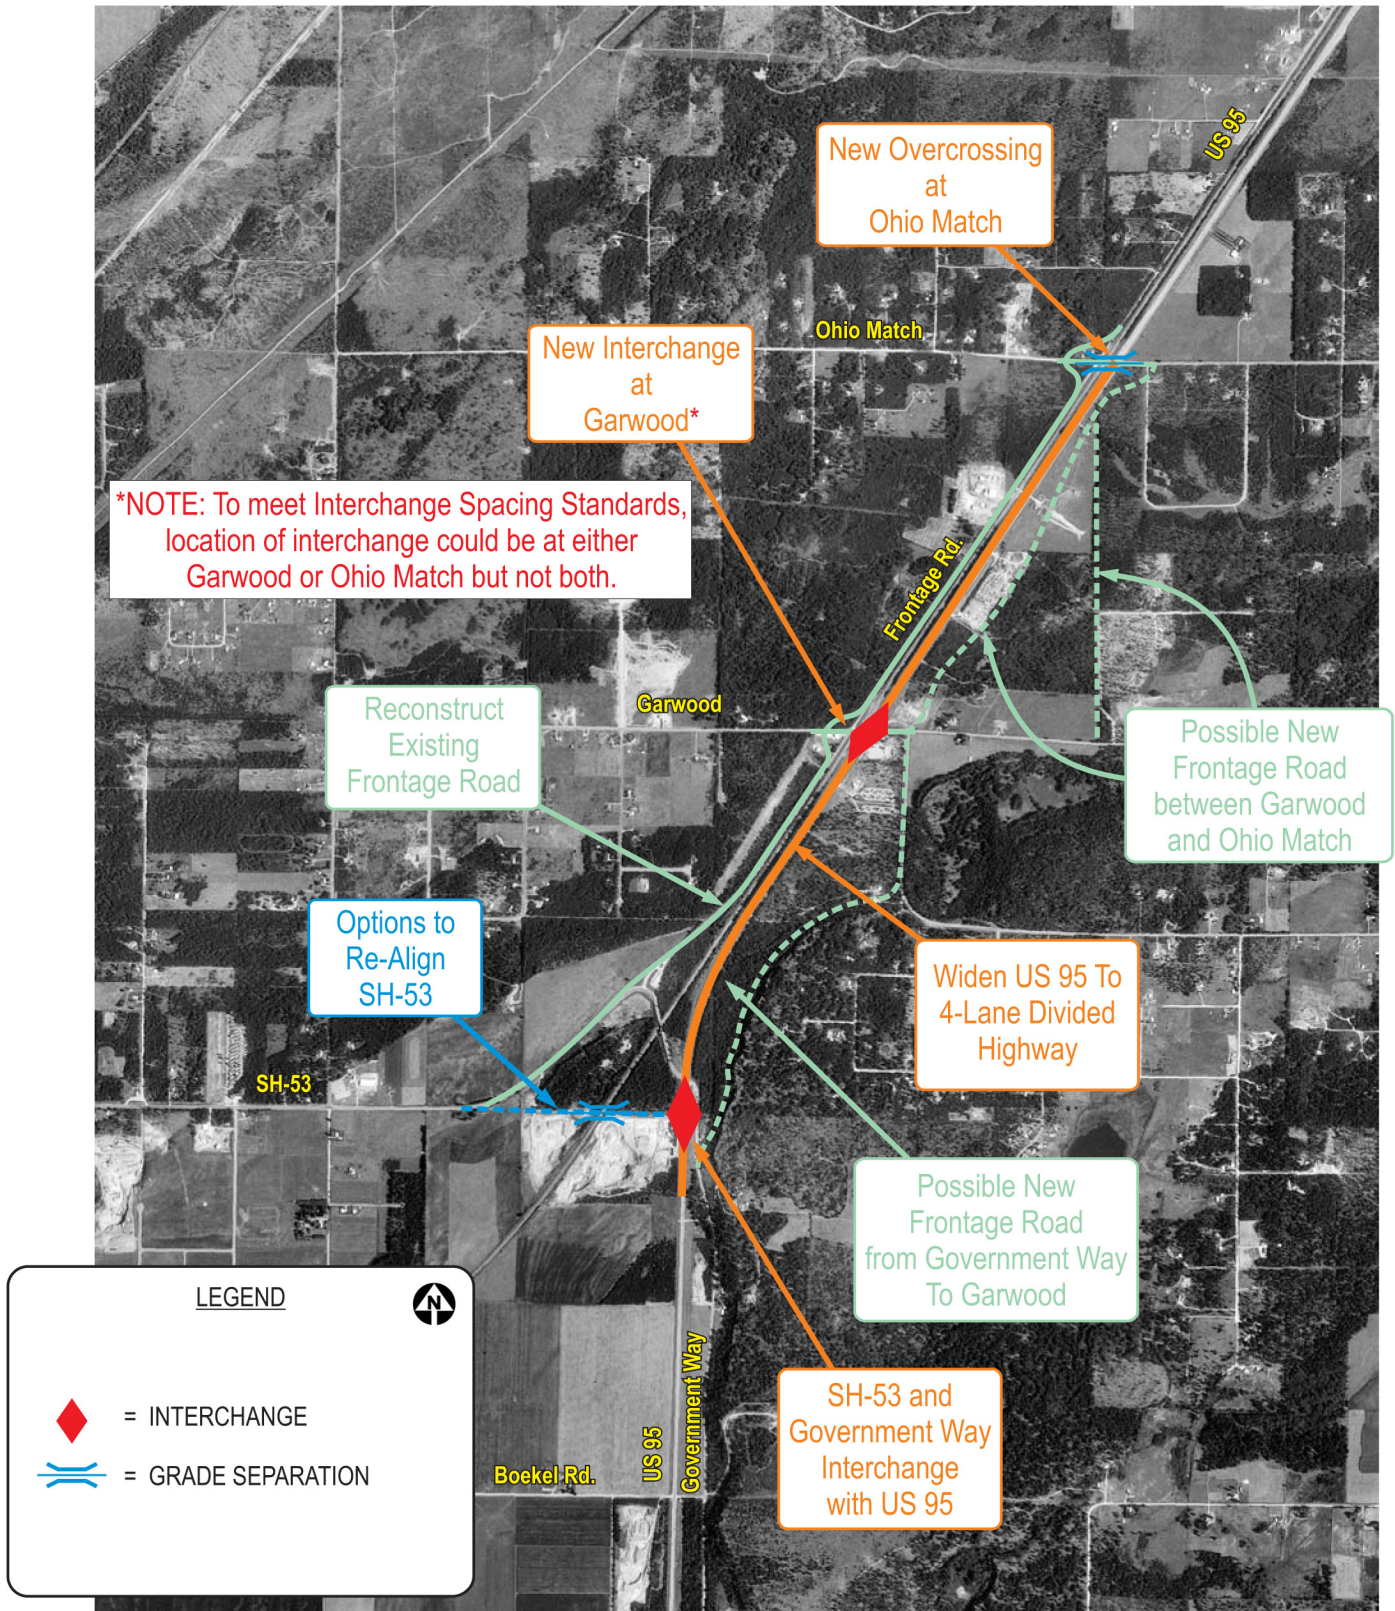 US 95
New Overcrossing
at
Ohio Match
Ohio Match
New Interchange
at
Garwood*
*NOTE: To meet Interchange Spacing Standards,
location of interchange could be at either
Garwood or Ohio Match but not both.
Frontage Rd.
Garwood
Reconstruct
Existing
Frontage Road
Possible New
Frontage Road
between Garwood
and Ohio Match
Options to
Re-Align
SH-53
Widen US 95 To
4-Lane Divided
Highway
SH-53
Possible New
Frontage Road
from Government Way
To Garwood
LEGEND
N
= INTERCHANGE
= GRADE SEPARATION
SH-53 and
Government Way
Interchange
with US 95
US 95
Government Way
Boekel Rd.